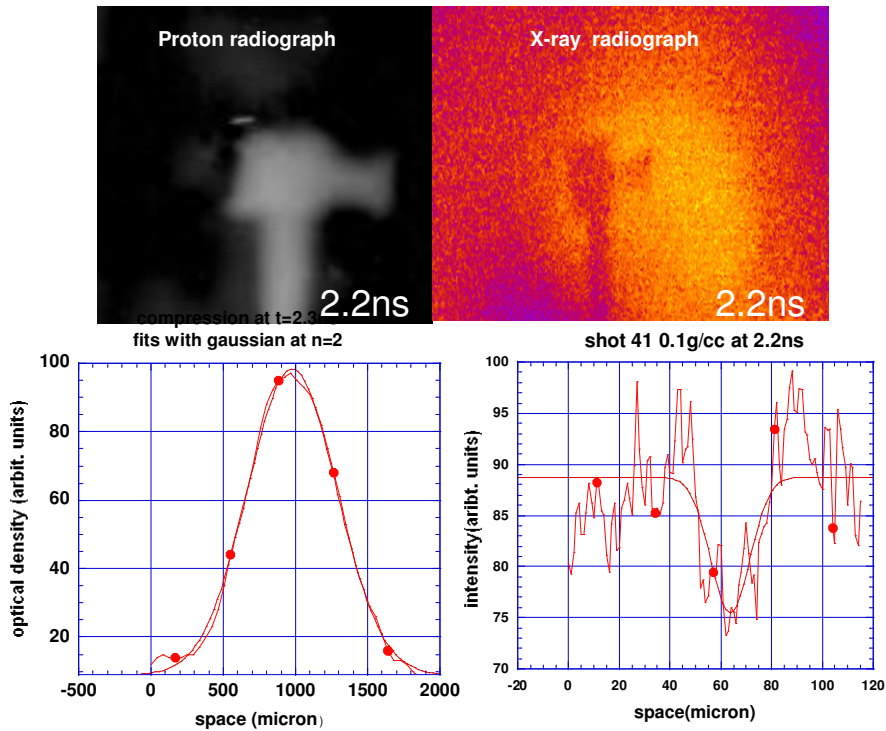 Proton radiograph
X-ray radiograph
2.2ns
2.2ns
fits with gaussian at n=2
optical density (arbit. units)
100
80
60
40
20
-500
0
500
1000
1500
2000
space (micron)
shot 41 0.1g/cc at 2.2ns
intensity(aribt. units)
100
95
90
85
80
75
70
-20
0
20
40
60
80
100
120
space(micron)